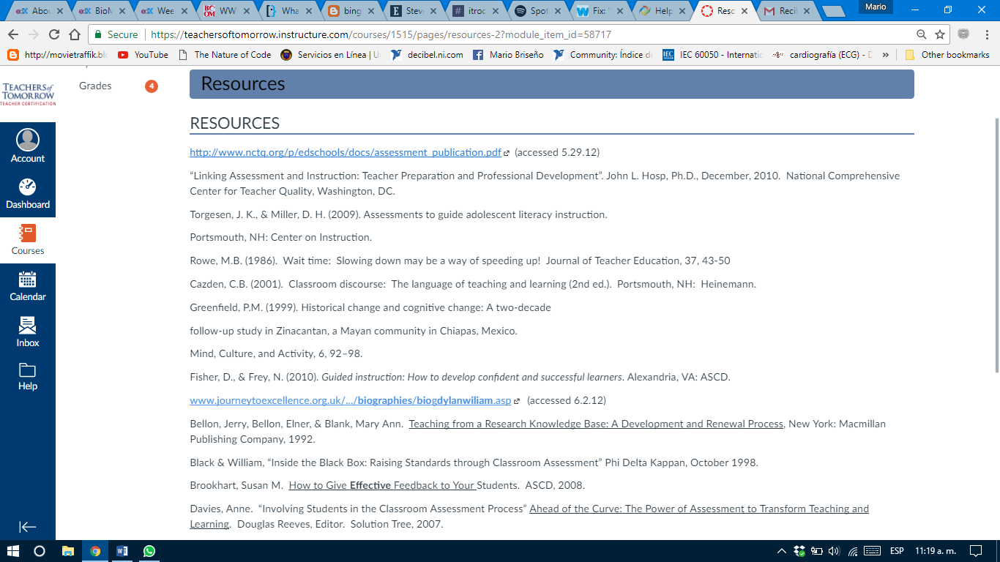 Abou
BioM
Wee
WW'
Wha
bing
Steve
itroc
Spot
Fix: "
Help
Resc
Recil
Mario
Secure https://teachersoftomorrow.instructure.com/courses/1515/pages/resources-2?module_item_id=58717
http://movietraffik.bl YouTube The Nature of Code Servicios en Línea | U decibel.ni.com Mario Briseño Community: Índice de IEC 60050 - Internatio cardiografía (ECG) - D » Other bookmarks
Grades 4
TEACHERS of
TOMORROW
TEACHER CERTIFICATION
Account
Dashboard
Courses
Calendar
Inbox
Help
Resources
RESOURCES
http://www.nctq.org/p/edschools/docs/assessment_publication.pdf (accessed 5.29.12)
“Linking Assessment and Instruction: Teacher Preparation and Professional Development”. John L. Hosp, Ph.D., December, 2010. National Comprehensive
Center for Teacher Quality, Washington, DC.
Torgesen, J. K., & Miller, D. H. (2009). Assessments to guide adolescent literacy instruction.
Portsmouth, NH: Center on Instruction.
Rowe, M.B. (1986). Wait time: Slowing down may be a way of speeding up! Journal of Teacher Education, 37, 43-50
Cazden, C.B. (2001). Classroom discourse: The language of teaching and learning (2nd ed.). Portsmouth, NH: Heinemann.
Greenfield, P.M. (1999). Historical change and cognitive change: A two-decade
follow-up study in Zinacantan, a Mayan community in Chiapas, Mexico.
Mind, Culture, and Activity, 6, 92–98.
Fisher, D., & Frey, N. (2010). Guided instruction: How to develop confident and successful learners. Alexandria, VA: ASCD.
www.journeytoexcellence.org.uk/.../biographies/biogdylanwiliam.asp (accessed 6.2.12)
Bellon, Jerry, Bellon, Elner, & Blank, Mary Ann. Teaching from a Research Knowledge Base: A Development and Renewal Process, New York: Macmillan
Publishing Company, 1992.
Black & William, “Inside the Black Box: Raising Standards through Classroom Assessment” Phi Delta Kappan, October 1998.
Brookhart, Susan M. How to Give Effective Feedback to Your Students. ASCD, 2008.
Davies, Anne. “Involving Students in the Classroom Assessment Process” Ahead of the Curve: The Power of Assessment to Transform Teaching and
Learning. Douglas Reeves, Editor. Solution Tree, 2007.
ESP 11:19 a. m.